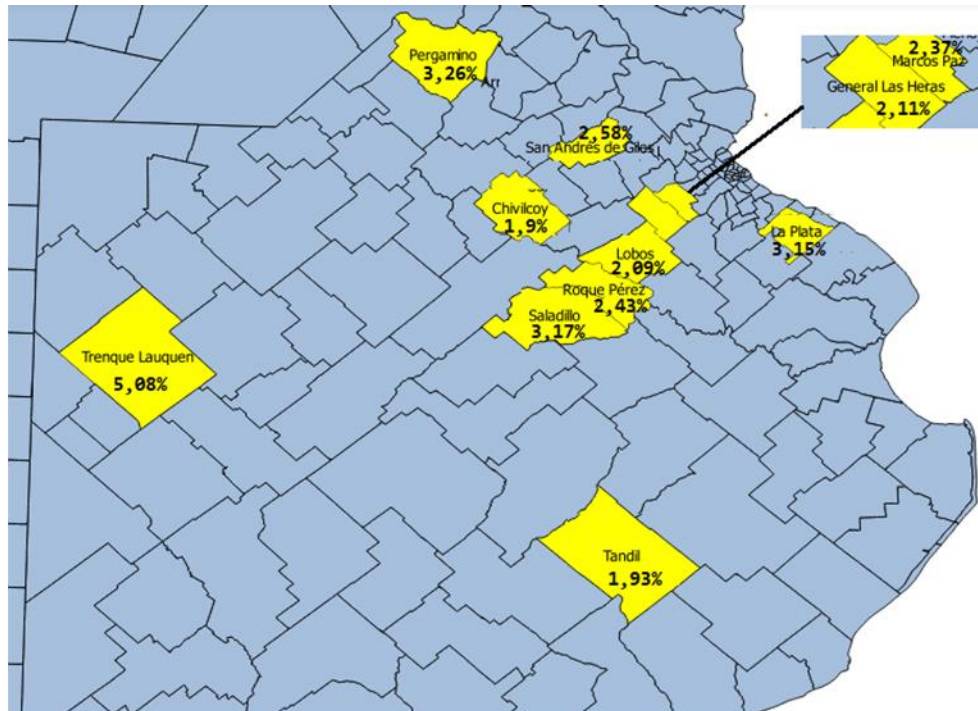 Pergamino
3,26%
Arr
2,37%
Marcos Paz
General Las Heras
2,11%
2,58%
San Andrés de Giles
Chivilcoy
1,9%
La Plata
3,15%
Lobos
2,09%
Roque Pérez
2,43%
Saladillo
3,17%
Trenque Lauquen
5,08%
Tandil
1,93%